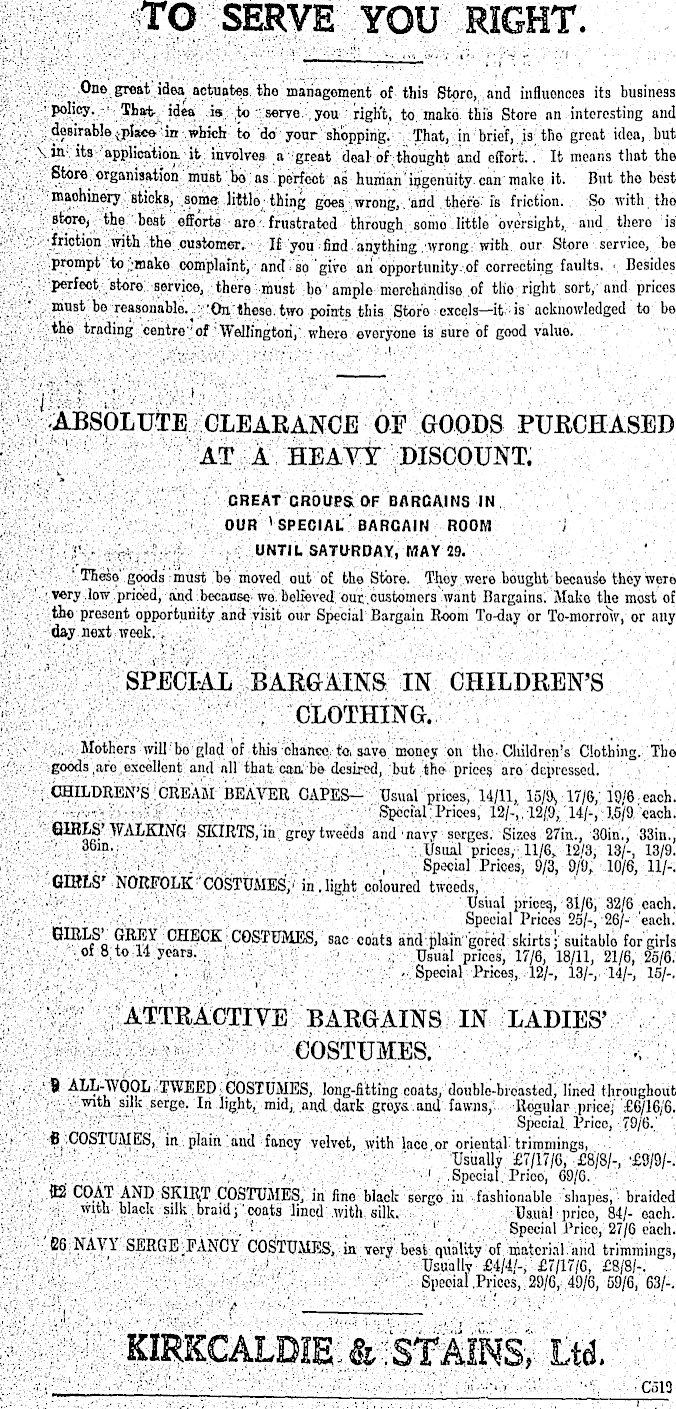 TO SERVE YOU RIGHT.
One great idea actuates the management of this Store, and influences its business
policy. That idea is to serve you right, to make this Store an interesting and
desirable place in which to do your shopping. That, in brief, is the great idea, but
in its application it involves a great deal of thought and effort. It means that the
Store organisation must be as perfect as human ingenuity can make it. But the best
machinery sticks, some little thing goes wrong, and there is friction. So with the
store, the best efforts are frustrated through some little oversight, and there is
friction with the customer. If you find anything wrong with our Store service, be
prompt to make complaint, and so give an opportunity of correcting faults. Besides
perfect store service, there must be ample merchandise of the right sort, and prices
must be reasonable. On these two points this Store excels—it is acknowledged to be
the trading centre of Wellington, where everyone is sure of good value.
ABSOLUTE CLEARANCE OF GOODS PURCHASED
AT A HEAVY DISCOUNT.
GREAT GROUPS OF BARGAINS IN
OUR SPECIAL BARGAIN ROOM
UNTIL SATURDAY, MAY 29.
These goods must be moved out of the Store. They were bought because they were
very low priced, and because we believed our customers want Bargains. Make the most of
the present opportunity and visit our Special Bargain Room To-day or To-morrow, or any
day next week.
SPECIAL BARGAINS IN CHILDREN'S
CLOTHING.
Mothers will be glad of this chance to save money on the Children's Clothing. The
goods are excellent and all that can be desired, but the prices are depressed.
CHILDREN'S CREAM BEAVER CAPES— Usual prices, 14/11, 15/9, 17/6, 19/6 each.
Special Prices, 12/-, 12/9, 14/-, 15/9 each.
GIRLS' WALKING SKIRTS, in grey tweeds and navy serges. Sizes 27in., 30in., 33in.,
36in. Usual prices, 11/6, 12/3, 13/-, 13/9.
Special Prices, 9/3, 9/9, 10/6, 11/-.
GIRLS' NORFOLK COSTUMES, in light coloured tweeds,
Usual prices, 31/6, 32/6 each.
Special Prices 25/-, 26/- each.
GIRLS' GREY CHECK COSTUMES, sac coats and plain gored skirts; suitable for girls
of 8 to 14 years. Usual prices, 17/6, 18/11, 21/6, 25/6.
Special Prices, 12/-, 13/-, 14/-, 15/-.
ATTRACTIVE BARGAINS IN LADIES'
COSTUMES.
9 ALL-WOOL TWEED COSTUMES, long-fitting coats, double-breasted, lined throughout
with silk serge. In light, mid, and dark greys and fawns, Regular price, £6/16/6.
Special Price, 79/6.
6 COSTUMES, in plain and fancy velvet, with lace or oriental trimmings,
Usually £7/17/6, £8/8/-, £9/9/-.
Special Price, 69/6.
12 COAT AND SKIRT COSTUMES, in fine black serge in fashionable shapes, braided
with black silk braid; coats lined with silk. Usual price, 84/- each.
Special Price, 27/6 each.
26 NAVY SERGE FANCY COSTUMES, in very best quality of material and trimmings,
Usually £4/4/-, £7/17/6, £8/8/-.
Special Prices, 29/6, 49/6, 59/6, 63/-.
KIRKCALDIE & STAINS, Ltd.
C519